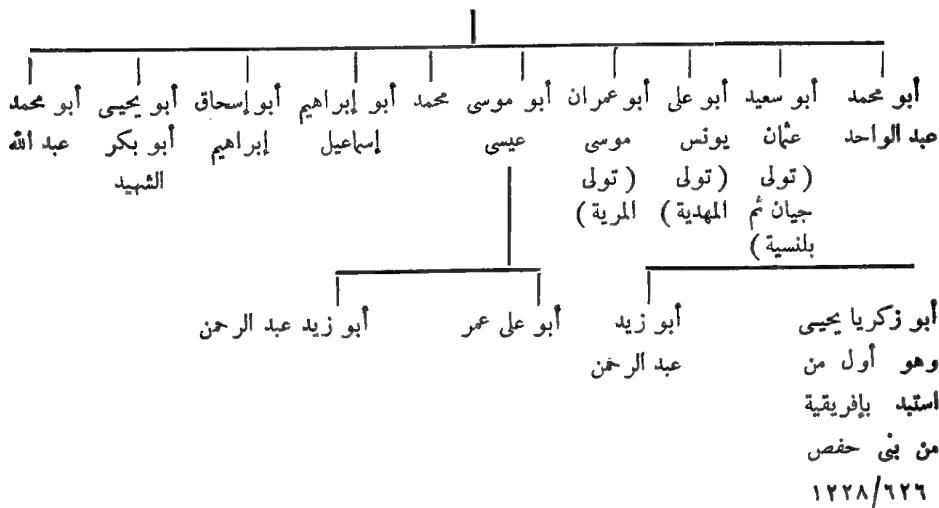 أبو محمد أبو سعيد أبو على أبو عمران أبو موسى محمد أبو إبراهيم أبو إسحاق أبو يحيى أبو محمد
عبد الواحد عثمان يونس موسى عيسى إسماعيل إبراهيم أبو بكر عبد الله
( تولى ( تولى ( تولى الشهيد
جيان ثم المهدية ) المرية )
بلنسية )
أبو زكريا يحيى أبو زيد أبو على عمر أبو زيد عبد الرحمن
وهو أول من عبد الرحمن
استبد بإفريقية
من بنى حفص
١٢٢٨/٦٢٦